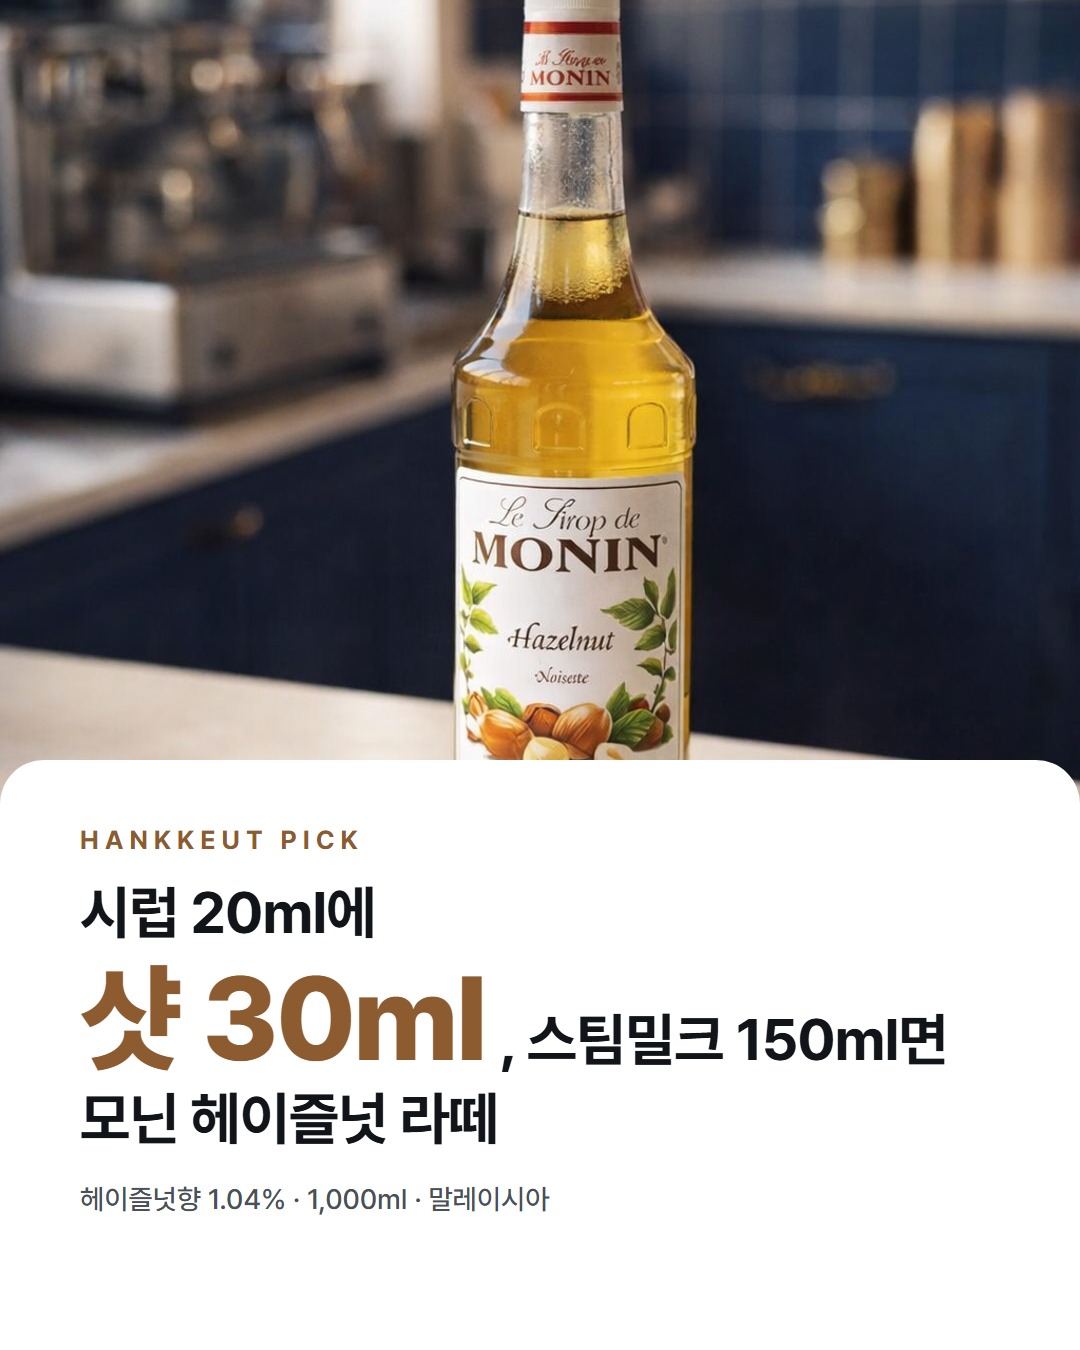 MONIN
Le Sirop de
MONIN
Hazelnut
Noisette
HANKKEUT PICK
시럽 20ml에
샷 30ml , 스팀밀크 150ml면
모닌 헤이즐넛 라떼
헤이즐넛향 1.04% · 1,000ml · 말레이시아